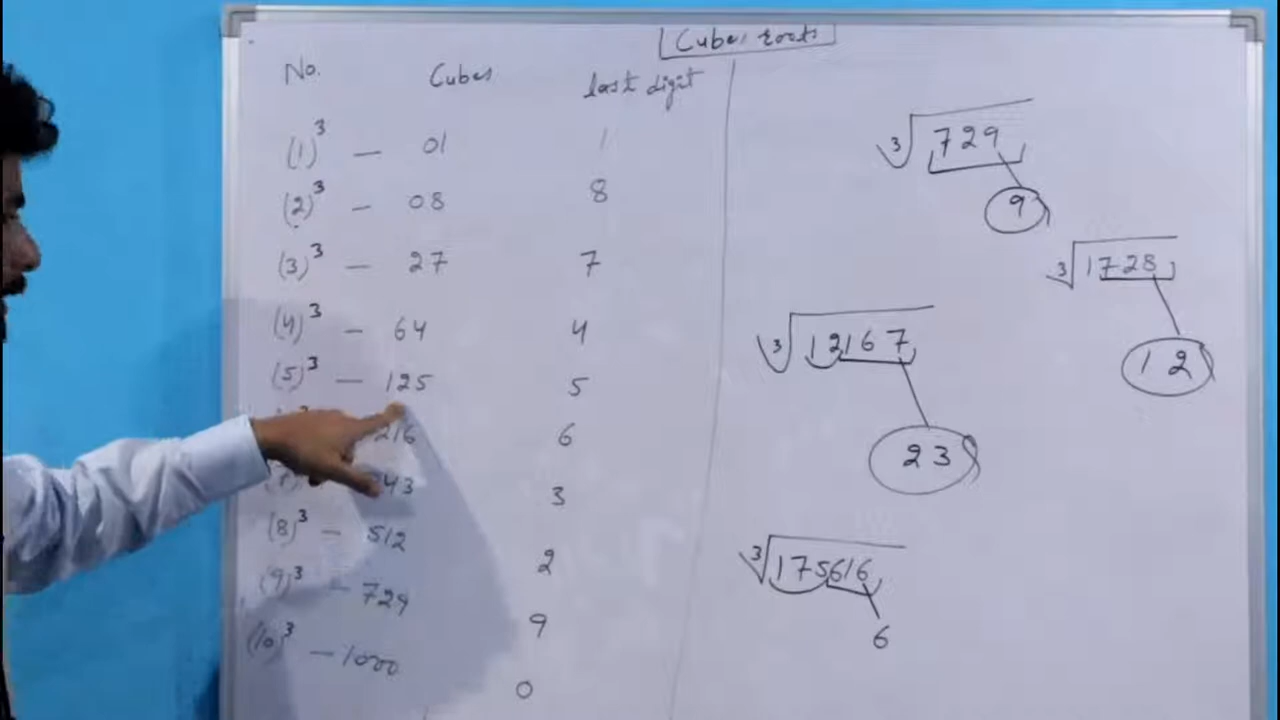 Cube roots
No. Cubes last digit
(1)³ — 01 1
(2)³ — 08 8
(3)³ — 27 7
(4)³ — 64 4
(5)³ — 125 5
216 6
43 3
(8)³ — 512 2
(9)³ — 729 9
(10)³ — 1000 0
∛729
9
∛1728
12
∛12167
23
∛175616
6